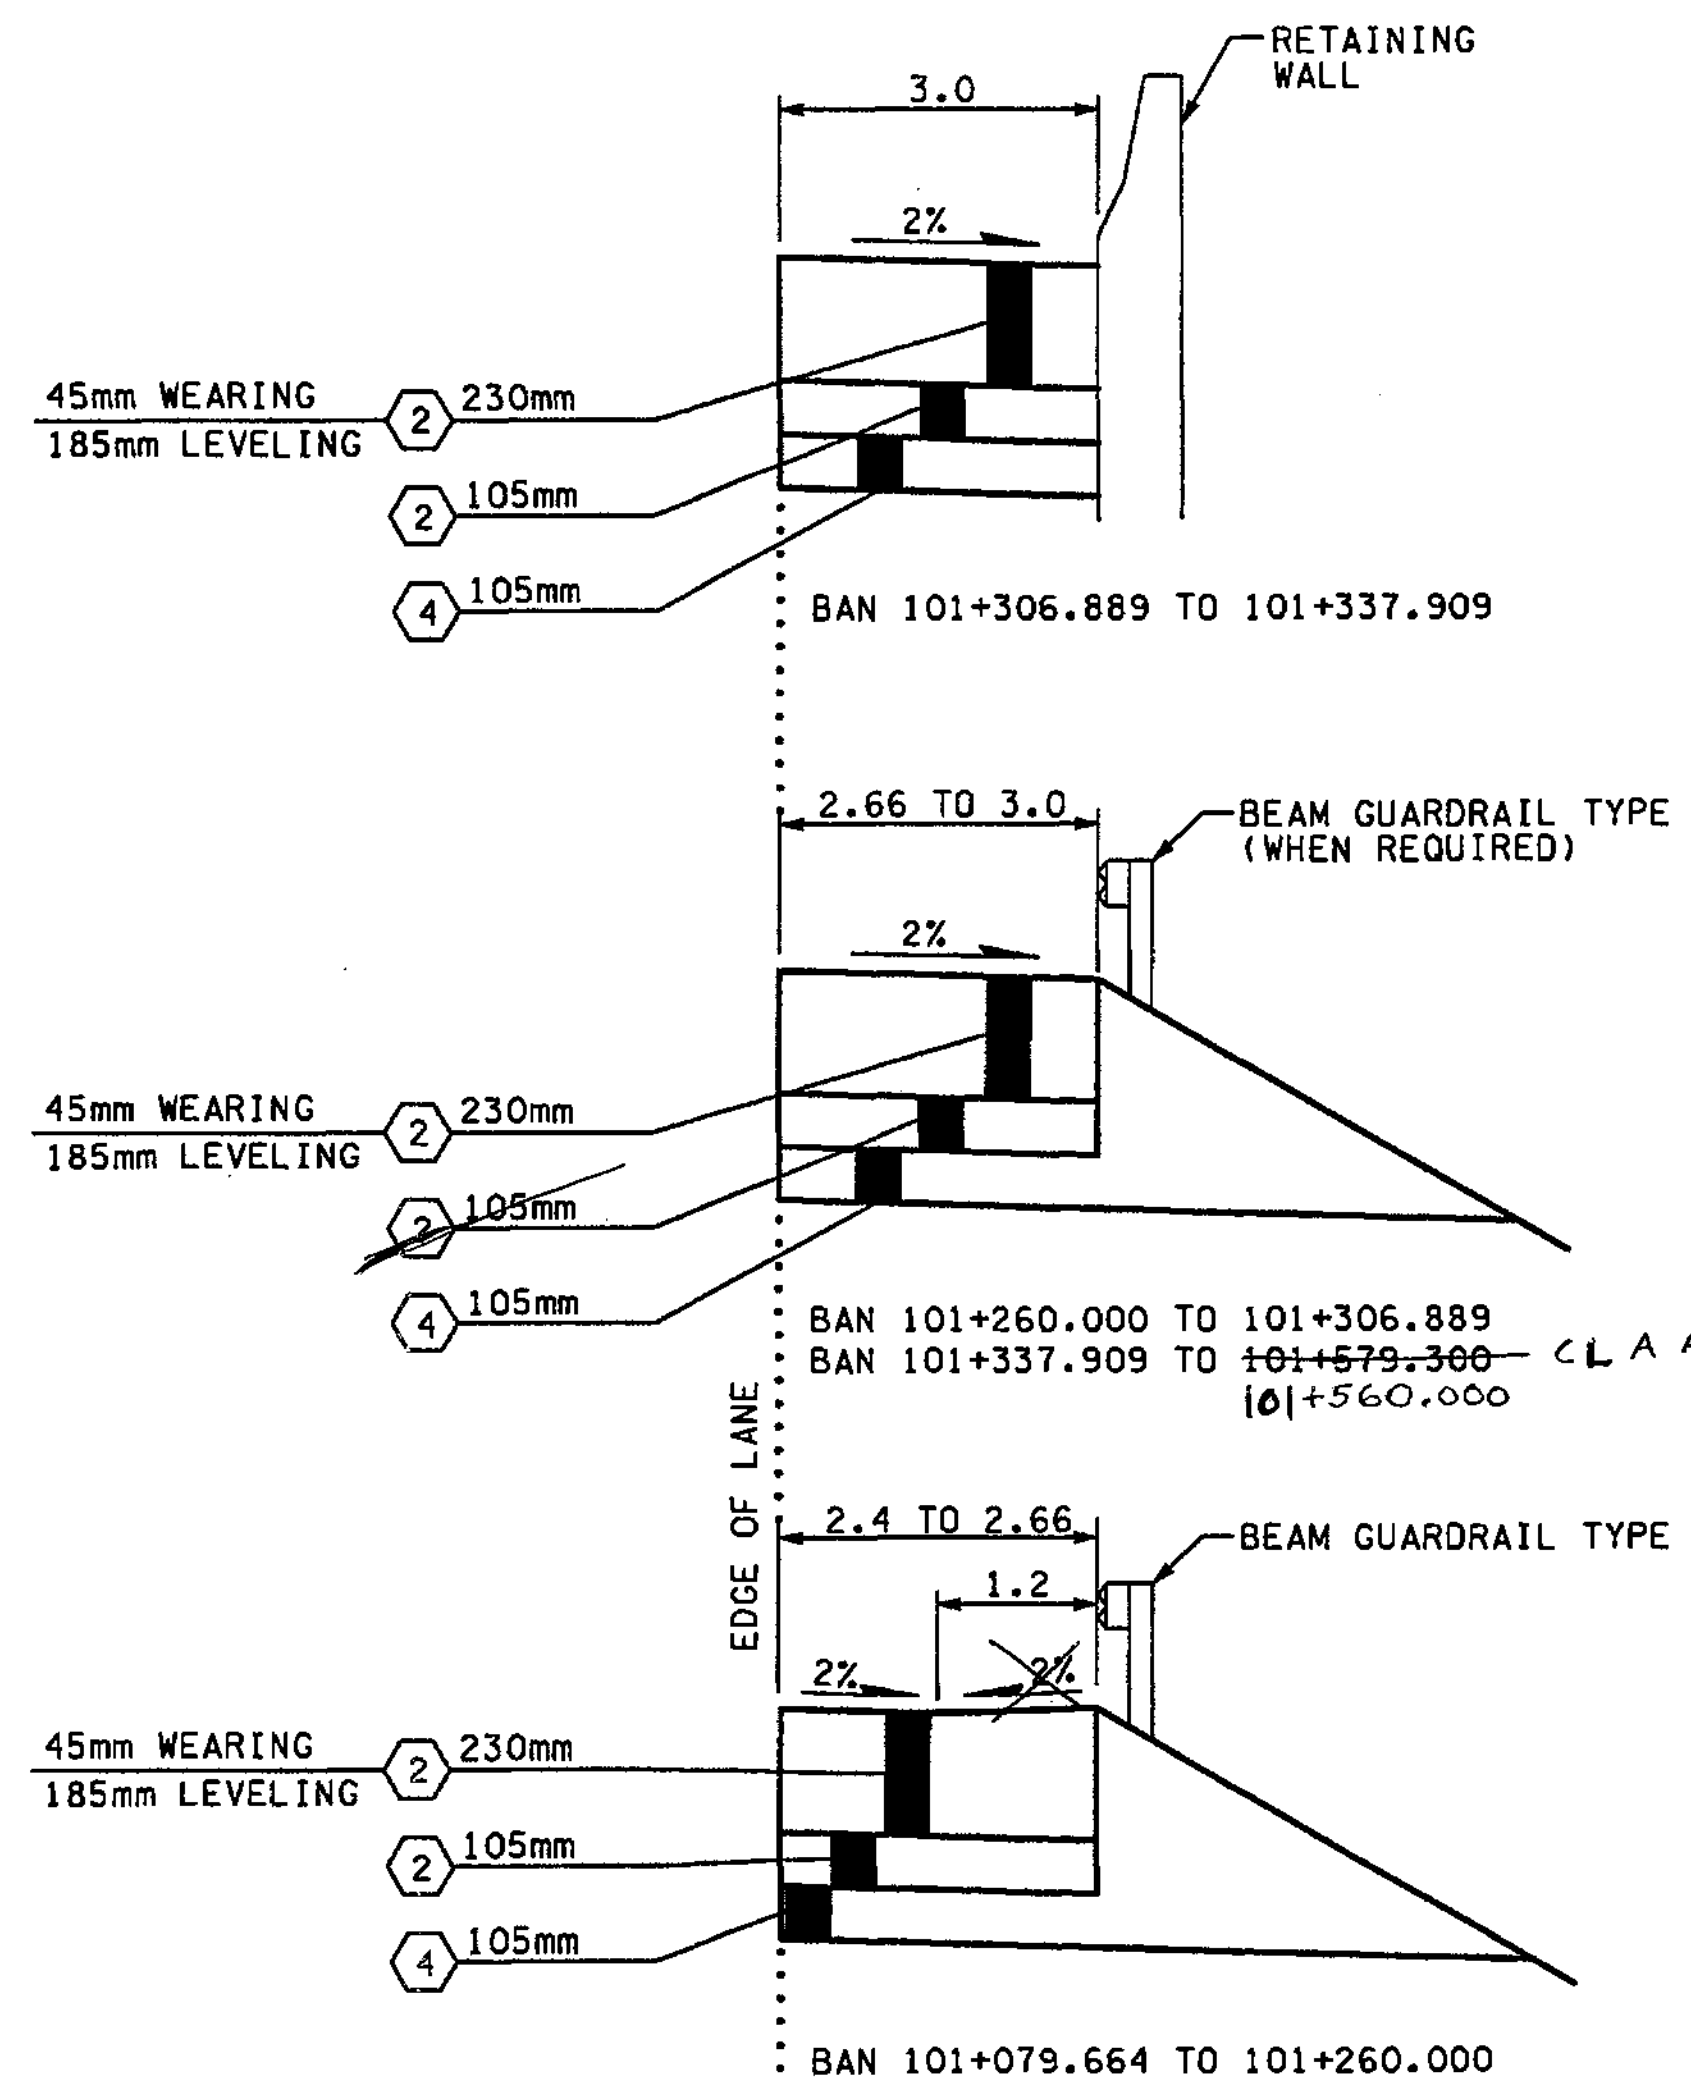 RETAINING
WALL
3.0
2%
45mm WEARING
185mm LEVELING
2 230mm
2 105mm
4 105mm
BAN 101+306.889 TO 101+337.909
2.66 TO 3.0
BEAM GUARDRAIL TYPE
(WHEN REQUIRED)
2%
45mm WEARING
185mm LEVELING
2 230mm
2 105mm
4 105mm
BAN 101+260.000 TO 101+306.889
BAN 101+337.909 TO 101+579.300 CL A
101+560.000
EDGE OF LANE
2.4 TO 2.66
BEAM GUARDRAIL TYPE
1.2
2% 2%
45mm WEARING
185mm LEVELING
2 230mm
2 105mm
4 105mm
BAN 101+079.664 TO 101+260.000